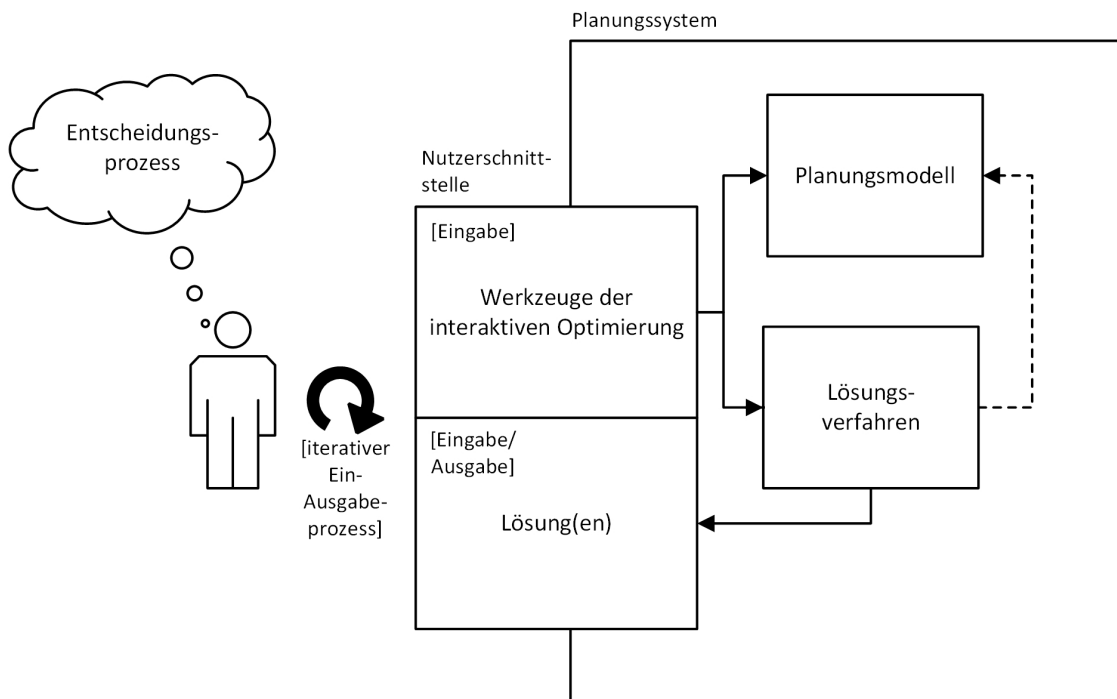 Planungssystem
Entscheidungs-
prozess
Nutzerschnitt-
stelle
Planungsmodell
[Eingabe]
Werkzeuge der
interaktiven Optimierung
Lösungs-
verfahren
[iterativer
Ein-
Ausgabe-
prozess]
[Eingabe/
Ausgabe]
Lösung(en)